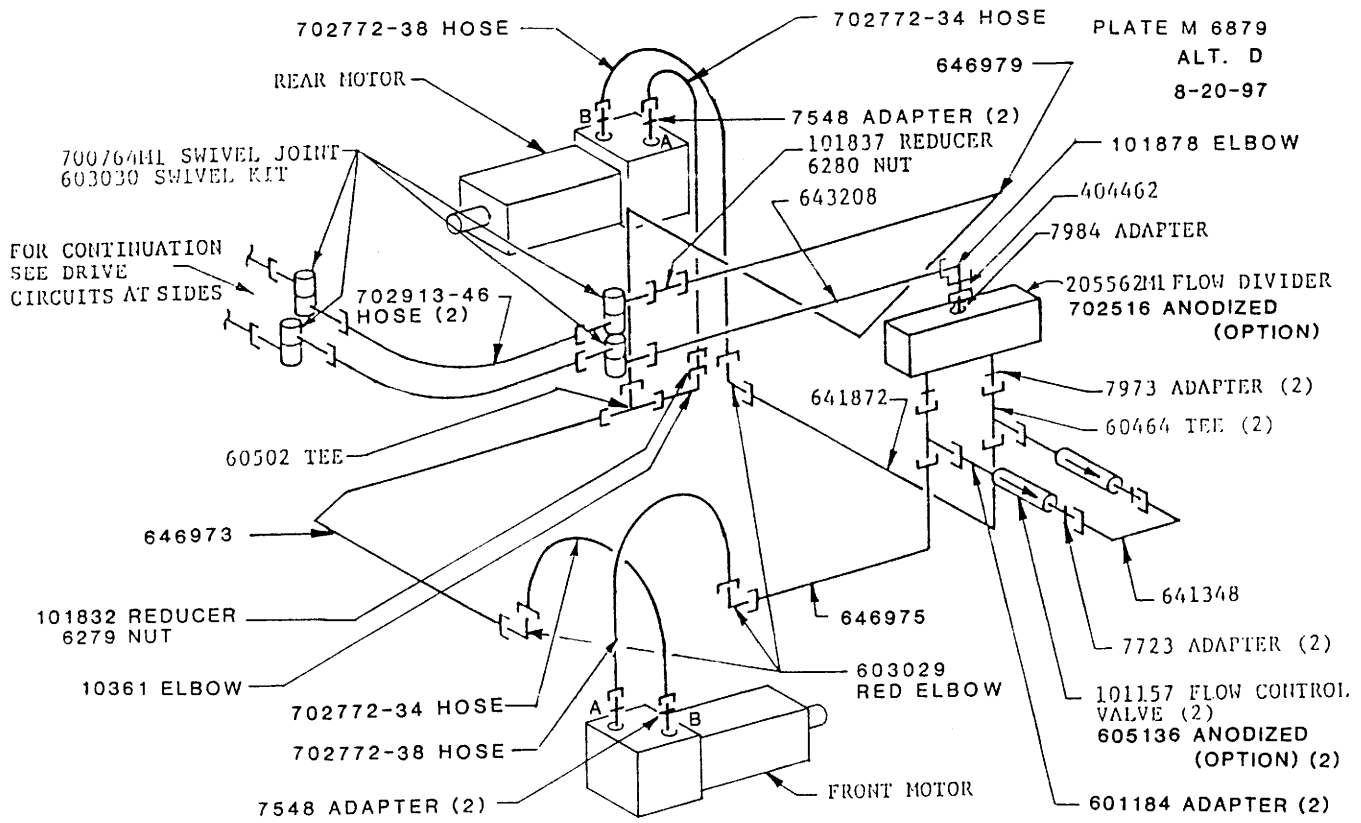 702772-38 HOSE
702772-34 HOSE
PLATE M 6879
ALT. D
8-20-97
646979
REAR MOTOR
B
A
7548 ADAPTER (2)
101837 REDUCER
6280 NUT
101878 ELBOW
700764M1 SWIVEL JOINT
603030 SWIVEL KIT
643208
404462
7984 ADAPTER
FOR CONTINUATION
SEE DRIVE
CIRCUITS AT SIDES
702913-46
HOSE (2)
205562M1 FLOW DIVIDER
702516 ANODIZED
(OPTION)
7973 ADAPTER (2)
641872
60464 TEE (2)
60502 TEE
646973
646975
641348
101832 REDUCER
6279 NUT
7723 ADAPTER (2)
603029
RED ELBOW
10361 ELBOW
101157 FLOW CONTROL
VALVE (2)
605136 ANODIZED
(OPTION) (2)
702772-34 HOSE
A
B
702772-38 HOSE
7548 ADAPTER (2)
FRONT MOTOR
601184 ADAPTER (2)